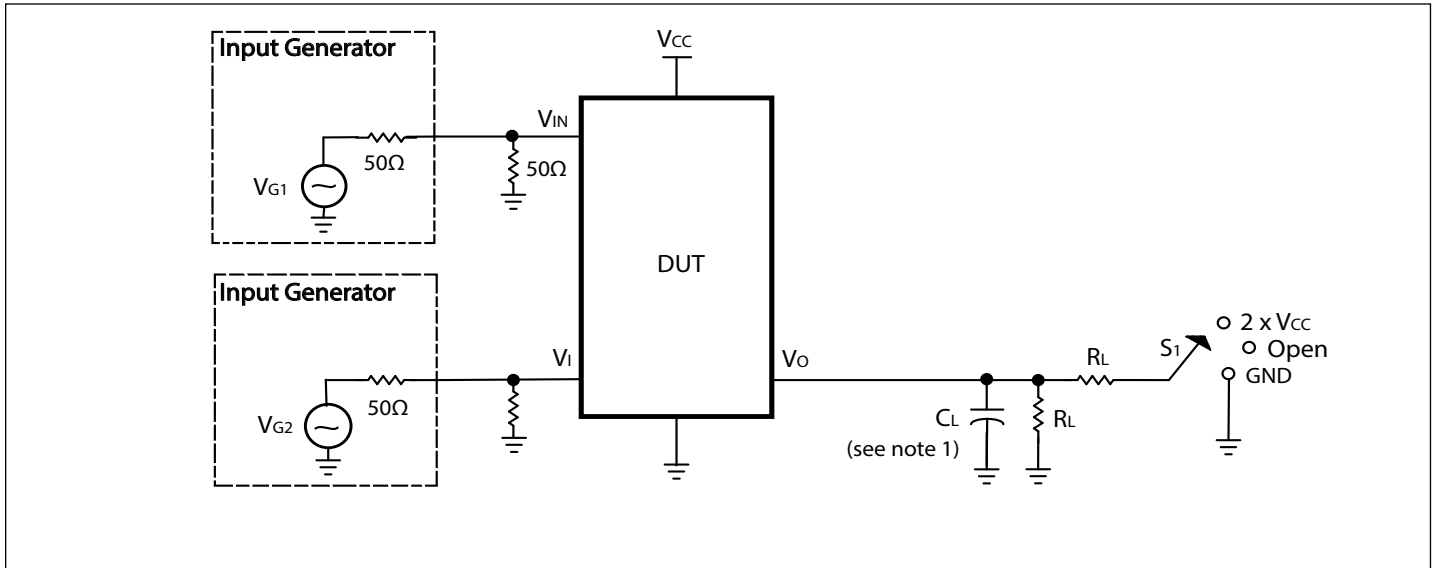 Input Generator
VCC
VIN
50Ω
50Ω
VG1
DUT
Input Generator
2 x VCC
S1
Open
VI
VO
RL
GND
50Ω
VG2
CL
RL
(see note 1)